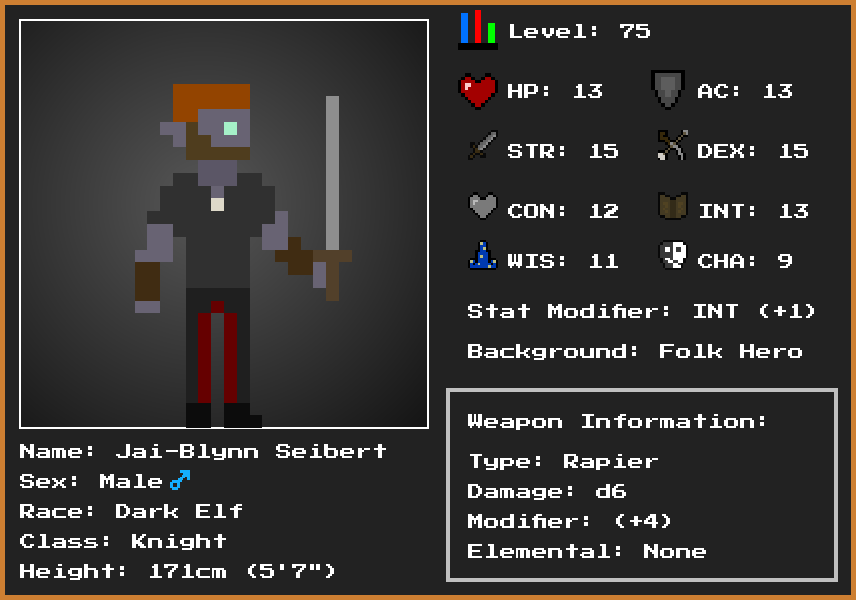 Level: 75
HP: 13
AC: 13
STR: 15
DEX: 15
CON: 12
INT: 13
WIS: 11
CHA: 9
Stat Modifier: INT (+1)
Background: Folk Hero
Weapon Information:
Type: Rapier
Damage: d6
Modifier: (+4)
Elemental: None
Name: Jai-Blynn Seibert
Sex: Male ♂
Race: Dark Elf
Class: Knight
Height: 171cm (5'7")